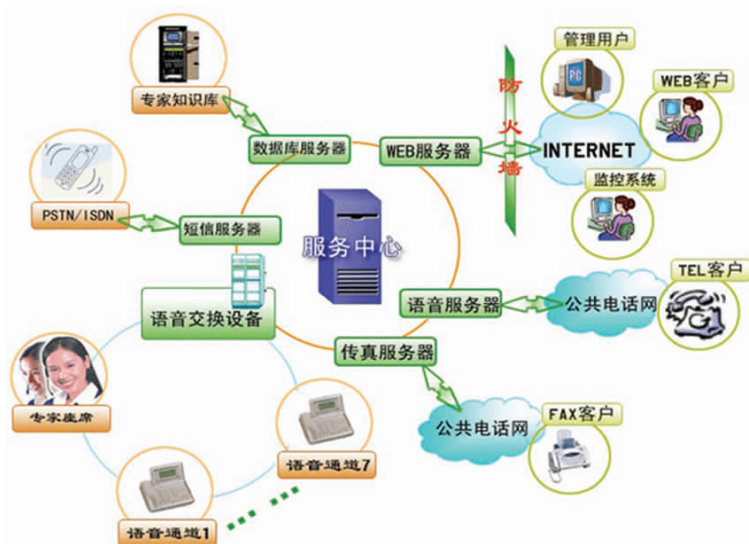 管理用户
WEB客户
防火墙
专家知识库
数据库服务器
WEB服务器
INTERNET
PC
监控系统
PSTN/ISDN
短信服务器
服务中心
TEL客户
语音交换设备
语音服务器
公共电话网
传真服务器
专家座席
FAX客户
公共电话网
语音通道7
语音通道1